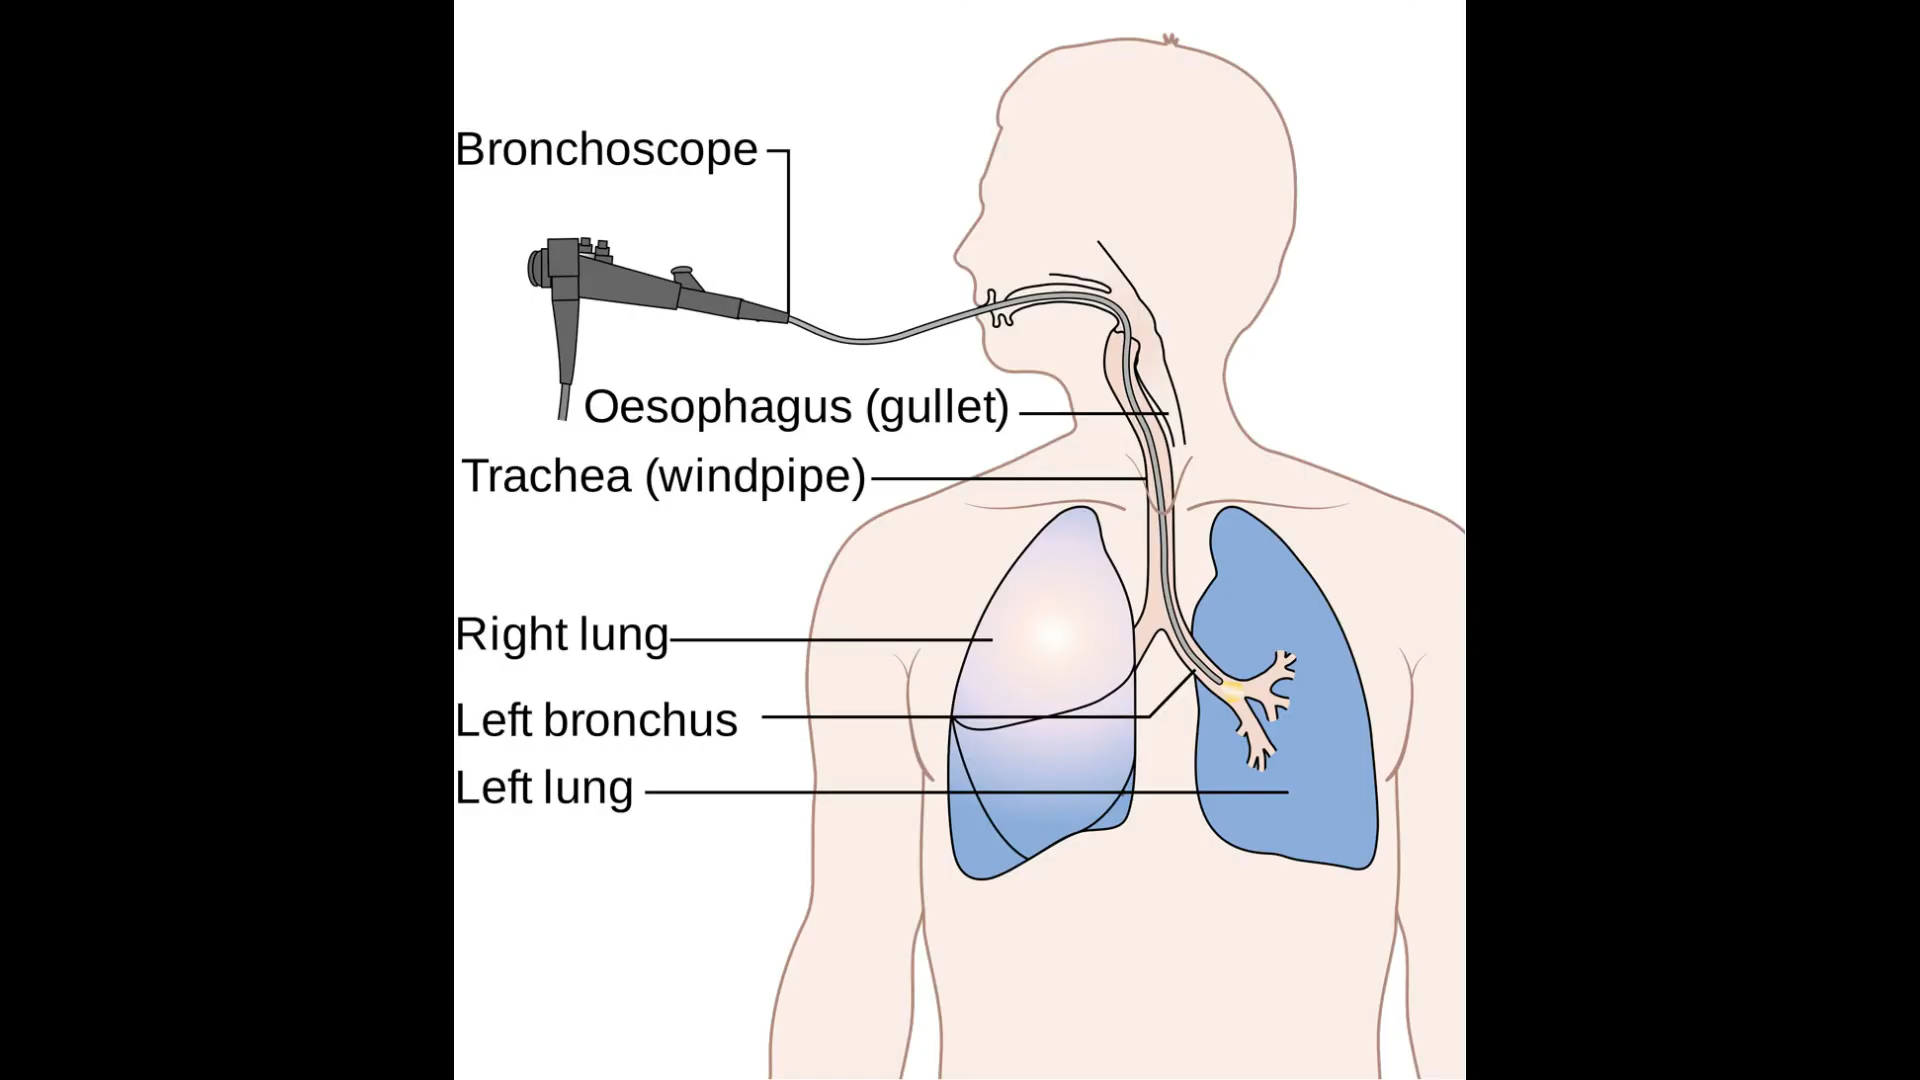 Bronchoscope
Oesophagus (gullet)
Trachea (windpipe)
Right lung
Left bronchus
Left lung